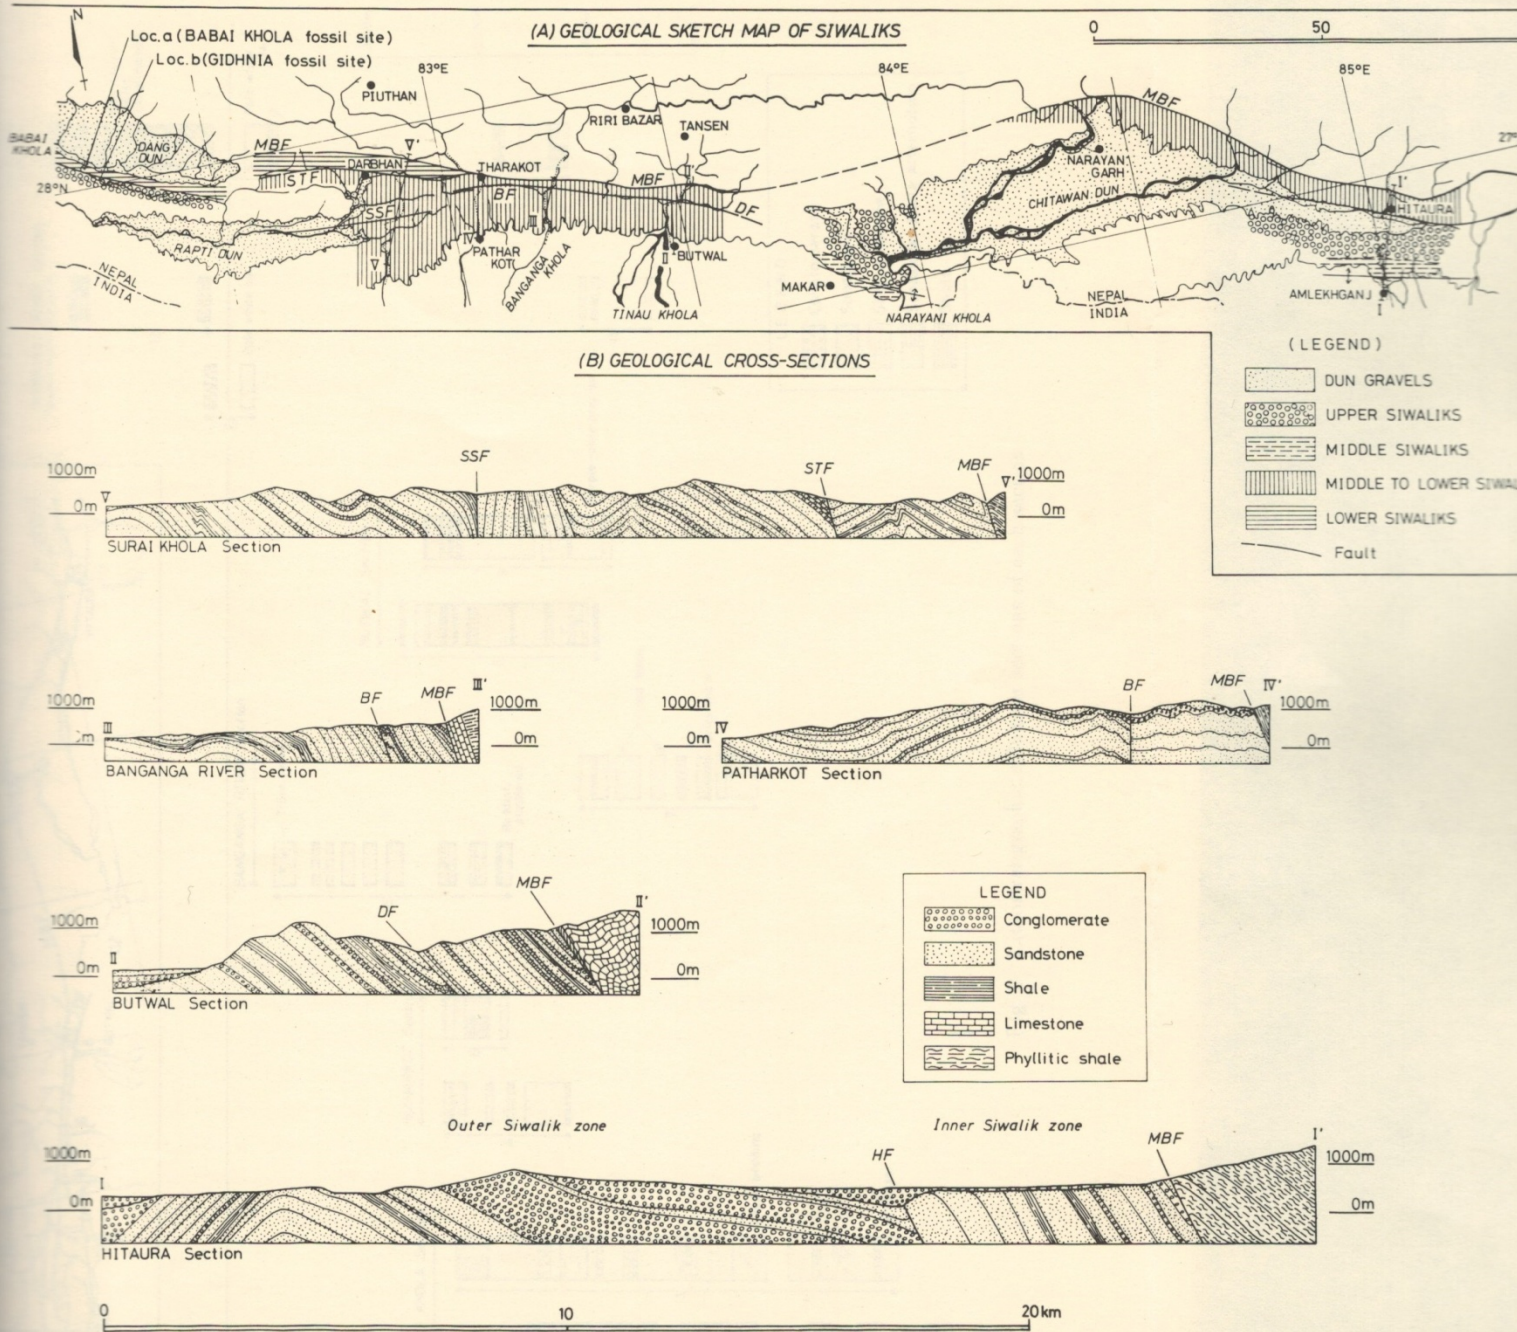 (A) GEOLOGICAL SKETCH MAP OF SIWALIKS
0 50
N
Loc.a (BABAI KHOLA fossil site)
Loc.b (GIDHNIA fossil site)
83°E
84°E
85°E
PIUTHAN
RIRI BAZAR
TANSEN
MBF
BABAI
KHOLA
DANG
DUN
MBF
V'
DARBHAN
THARAKOT
STF
28°N
MBF
BF
DF
SSF
III
IV
V
PATHAR
KOT
BANGANGA
KHOLA
II
BUTWAL
TINAU KHOLA
RAPTI DUN
NEPAL
INDIA
NARAYAN
GARH
CHITAWAN DUN
27°
I'
HITAURA
MAKAR
NARAYANI KHOLA
NEPAL
INDIA
AMLEKHGANJ
I
(LEGEND)
DUN GRAVELS
UPPER SIWALIKS
MIDDLE SIWALIKS
MIDDLE TO LOWER SIWAL
LOWER SIWALIKS
Fault
(B) GEOLOGICAL CROSS-SECTIONS
SSF
STF
MBF
1000m
0m
V
V'
1000m
0m
SURAI KHOLA Section
BF
MBF
III'
1000m
0m
III
1000m
0m
BANGANGA RIVER Section
BF
MBF
IV'
1000m
0m
IV
1000m
0m
PATHARKOT Section
MBF
DF
II'
1000m
0m
II
1000m
0m
BUTWAL Section
LEGEND
Conglomerate
Sandstone
Shale
Limestone
Phyllitic shale
Outer Siwalik zone
Inner Siwalik zone
HF
MBF
I'
1000m
0m
I
1000m
0m
HITAURA Section
0 10 20km